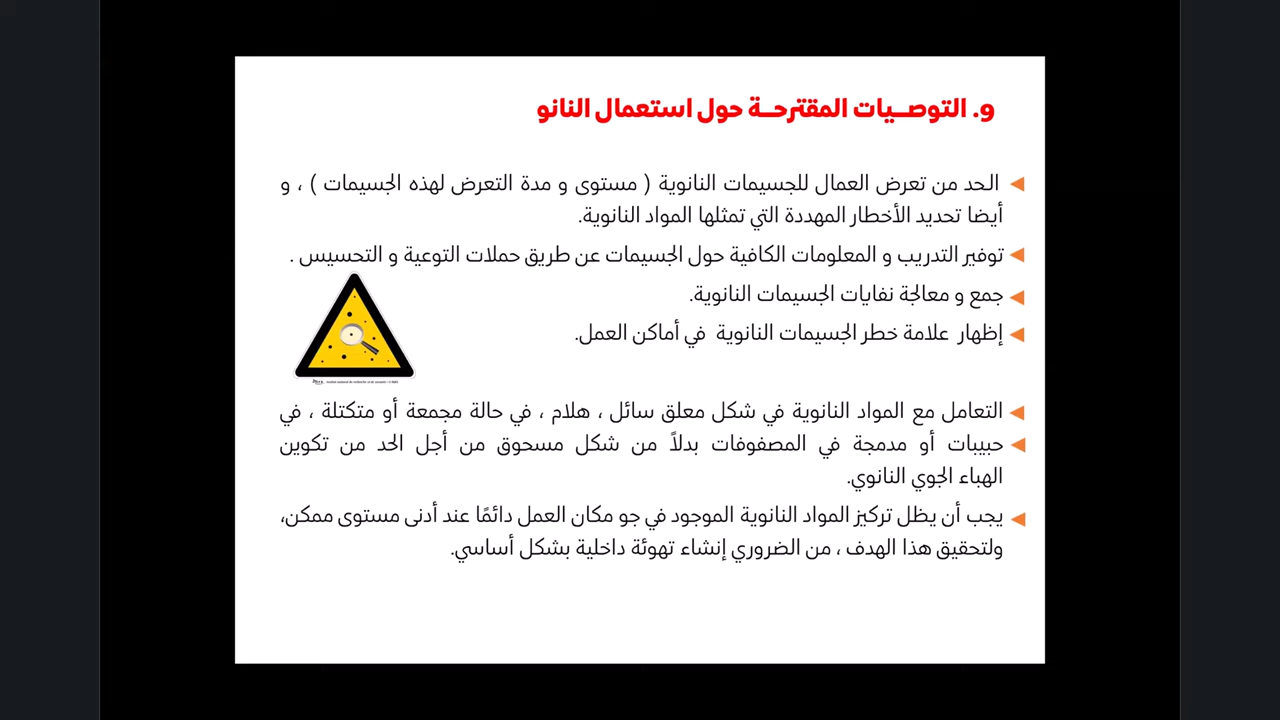 9. التوصــيات المقترحــة حول استعمال النانو
الحد من تعرض العمال للجسيمات النانوية ( مستوى و مدة التعرض لهذه الجسيمات ) ، و
أيضا تحديد الأخطار المهددة التي تمثلها المواد النانوية.
توفير التدريب و المعلومات الكافية حول الجسيمات عن طريق حملات التوعية و التحسيس .
جمع و معالجة نفايات الجسيمات النانوية.
إظهار علامة خطر الجسيمات النانوية في أماكن العمل.
التعامل مع المواد النانوية في شكل معلق سائل ، هلام ، في حالة مجمعة أو متكتلة ، في
حبيبات أو مدمجة في المصفوفات بدلاً من شكل مسحوق من أجل الحد من تكوين
الهباء الجوي النانوي.
يجب أن يظل تركيز المواد النانوية الموجود في جو مكان العمل دائمًا عند أدنى مستوى ممكن،
ولتحقيق هذا الهدف ، من الضروري إنشاء تهوئة داخلية بشكل أساسي.